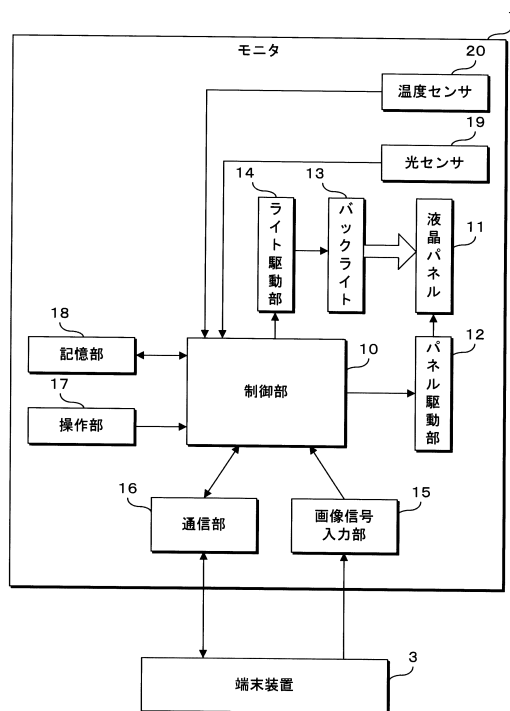 モニタ
20
温度センサ
19
光センサ
14
ライト駆動部
13
バックライト
液晶パネル
11
18
記憶部
10
制御部
12
パネル駆動部
17
操作部
16
通信部
15
画像信号
入力部
3
端末装置